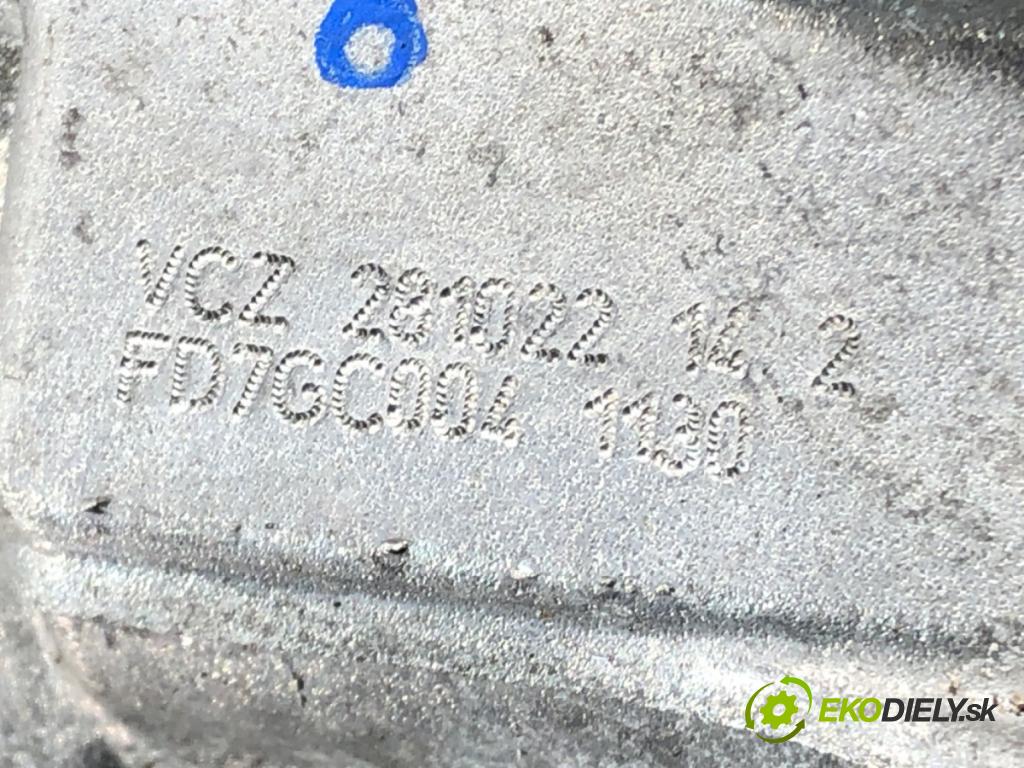 VCZ 281022 14 2
FD7GC004 1130
EKODIELY.sk